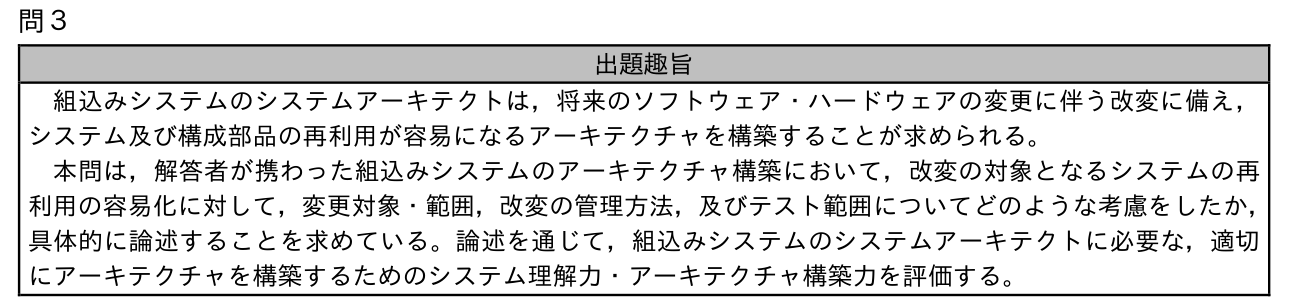 問３
出題趣旨
組込みシステムのシステムアーキテクトは，将来のソフトウェア・ハードウェアの変更に伴う改変に備え，
システム及び構成部品の再利用が容易になるアーキテクチャを構築することが求められる。
本問は，解答者が携わった組込みシステムのアーキテクチャ構築において，改変の対象となるシステムの再
利用の容易化に対して，変更対象・範囲，改変の管理方法，及びテスト範囲についてどのような考慮をしたか，
具体的に論述することを求めている。論述を通じて，組込みシステムのシステムアーキテクトに必要な，適切
にアーキテクチャを構築するためのシステム理解力・アーキテクチャ構築力を評価する。